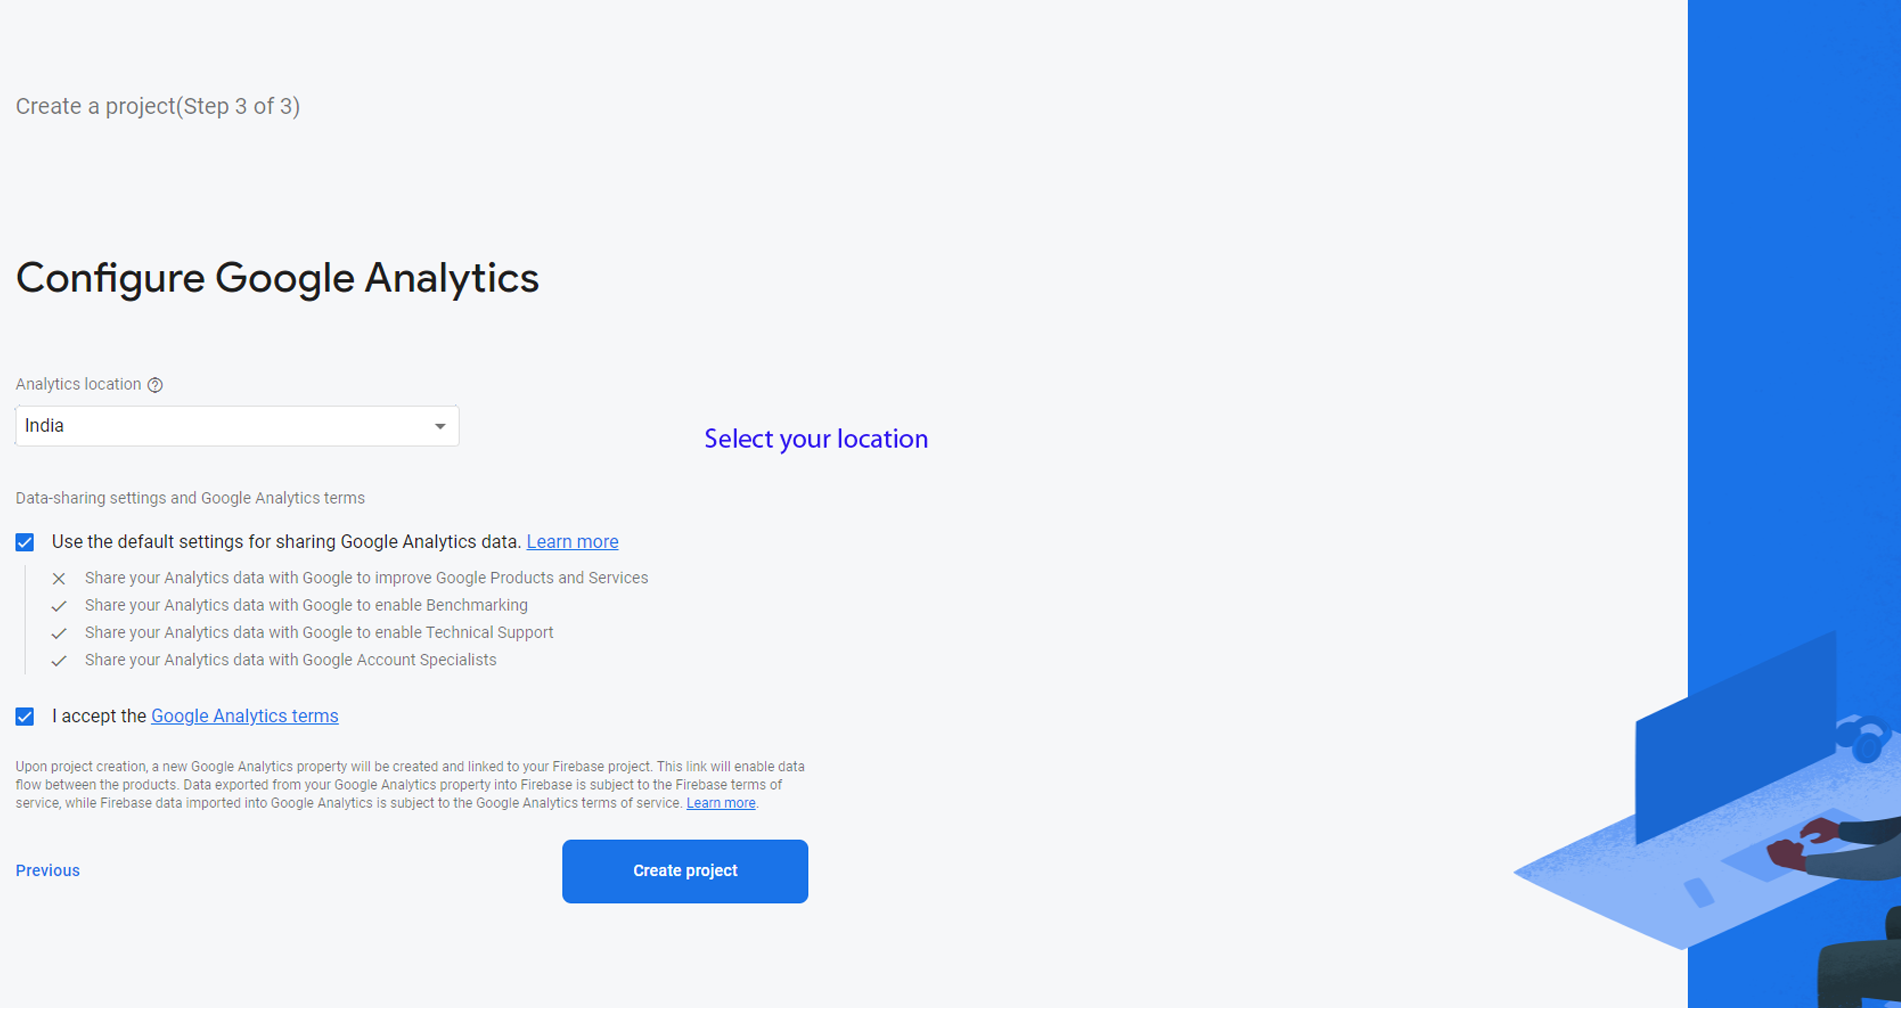 Create a project(Step 3 of 3)
Configure Google Analytics
Analytics location
India
Select your location
Data-sharing settings and Google Analytics terms
Use the default settings for sharing Google Analytics data. Learn more
Share your Analytics data with Google to improve Google Products and Services
Share your Analytics data with Google to enable Benchmarking
Share your Analytics data with Google to enable Technical Support
Share your Analytics data with Google Account Specialists
I accept the Google Analytics terms
Upon project creation, a new Google Analytics property will be created and linked to your Firebase project. This link will enable data
flow between the products. Data exported from your Google Analytics property into Firebase is subject to the Firebase terms of
service, while Firebase data imported into Google Analytics is subject to the Google Analytics terms of service. Learn more.
Previous
Create project